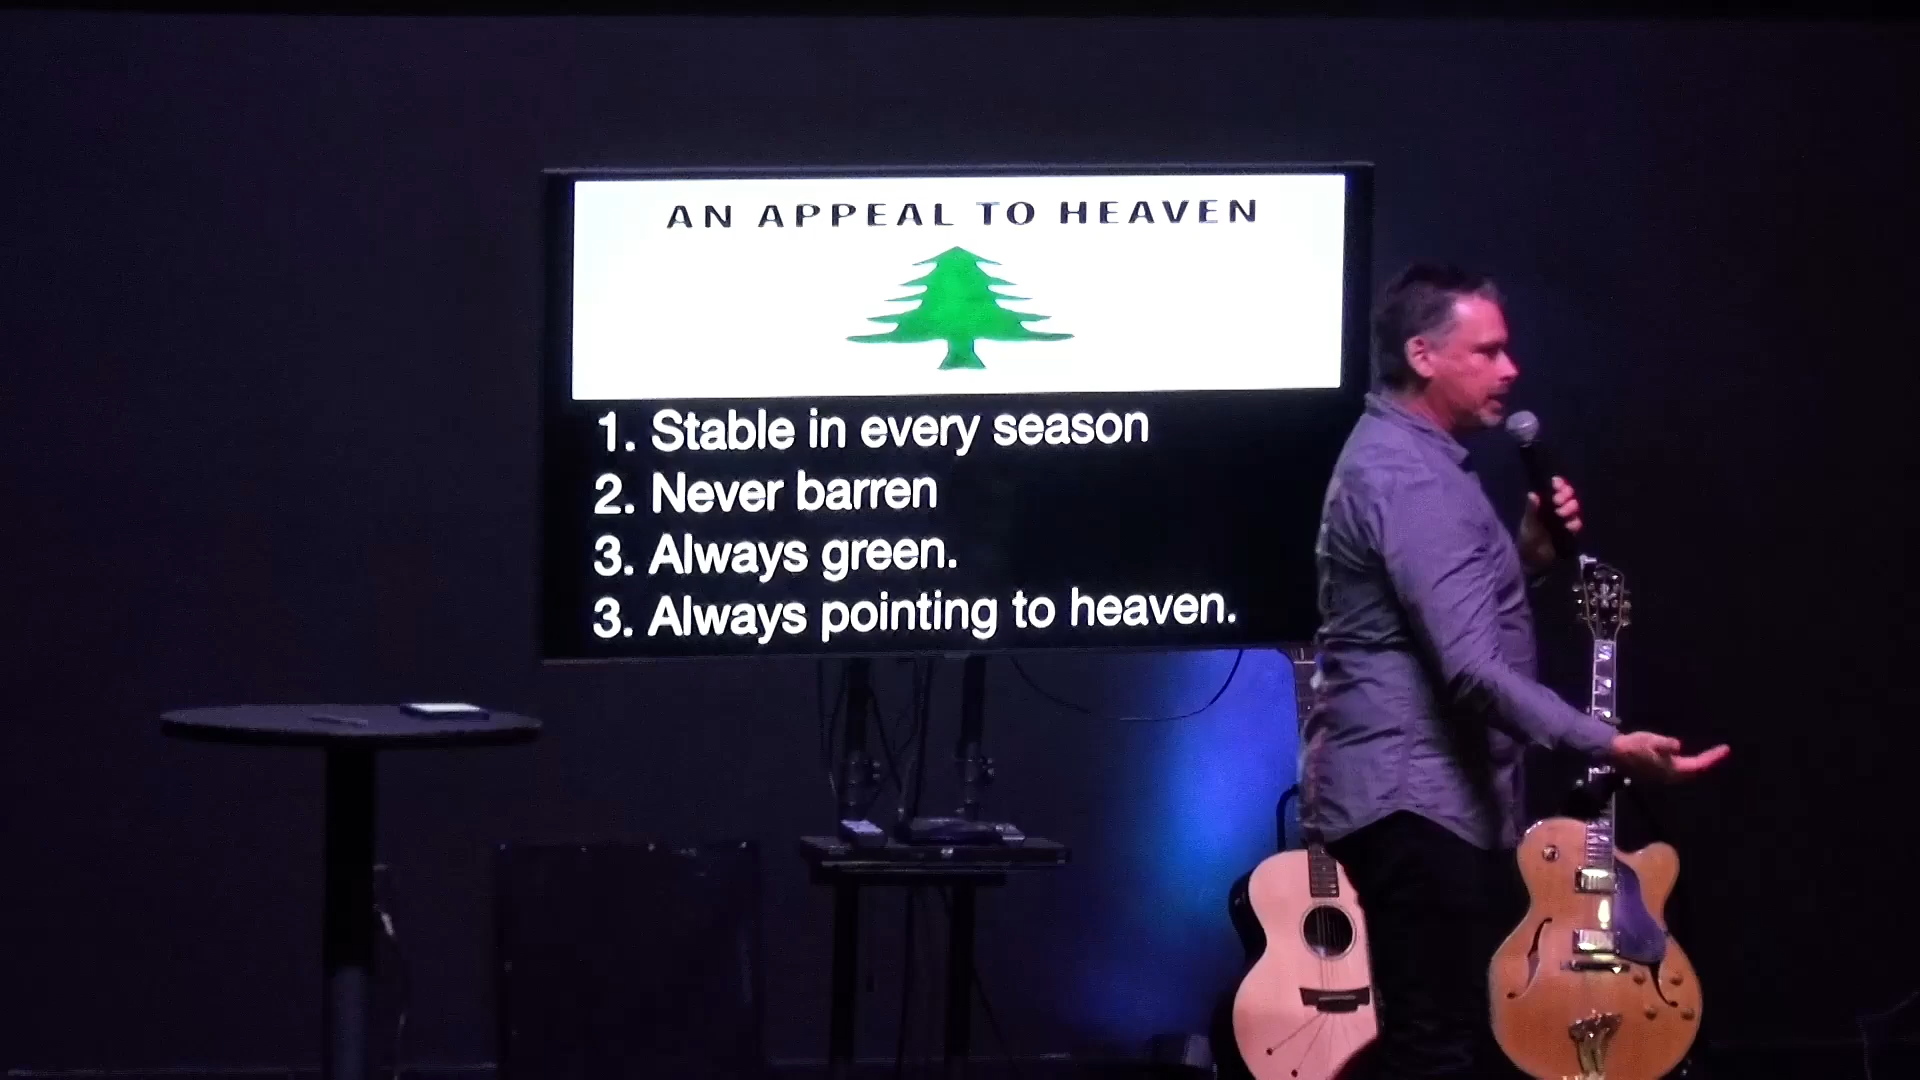 AN APPEAL TO HEAVEN
1. Stable in every season
2. Never barren
3. Always green.
3. Always pointing to heaven.